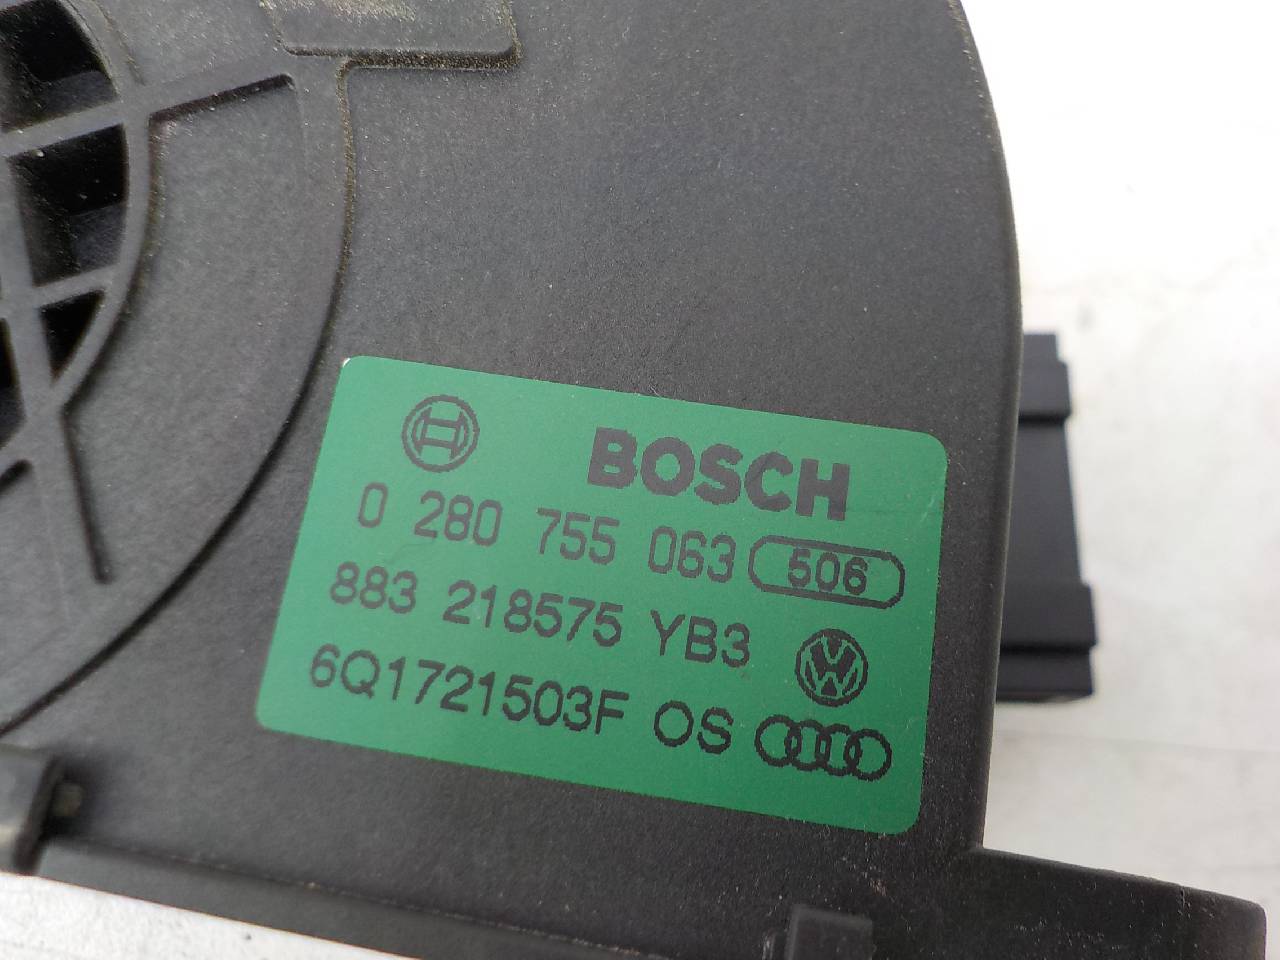 BOSCH
0 280 755 063 506
883 218575 YB3
6Q1721503F OS